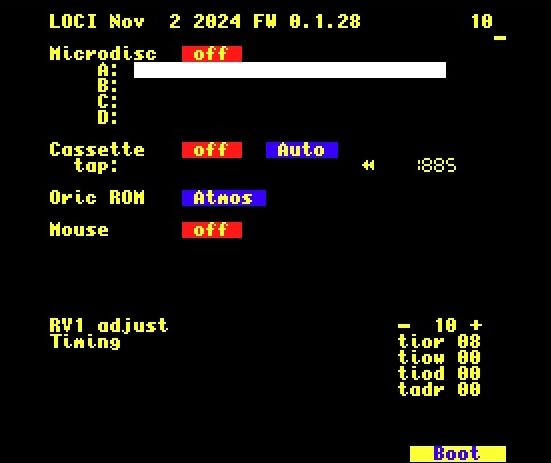 LOCI Nov  2 2024 FW 0.1.28 10
Microdisc off
A:
B:
C:
D:
Cassette off Auto
tap:
Oric ROM Atmos
Mouse off
RV1 adjust - 10 +
Timing tior 08
tiow 00
tiod 00
tadr 00
Boot